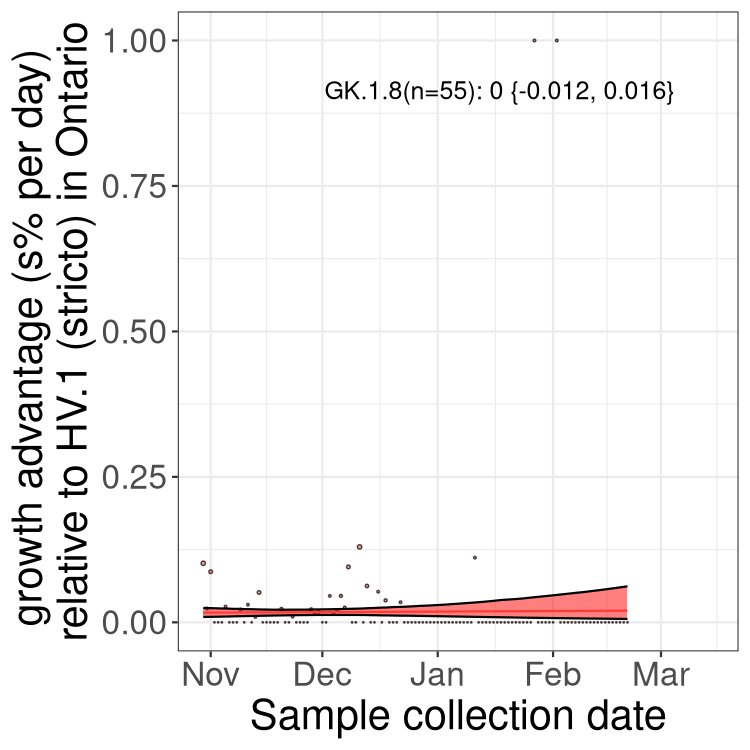 growth advantage (s% per day)
relative to HV.1 (stricto) in Ontario
1.00
0.75
0.50
0.25
0.00
GK.1.8(n=55): 0 {-0.012, 0.016}
Nov Dec Jan Feb Mar
Sample collection date